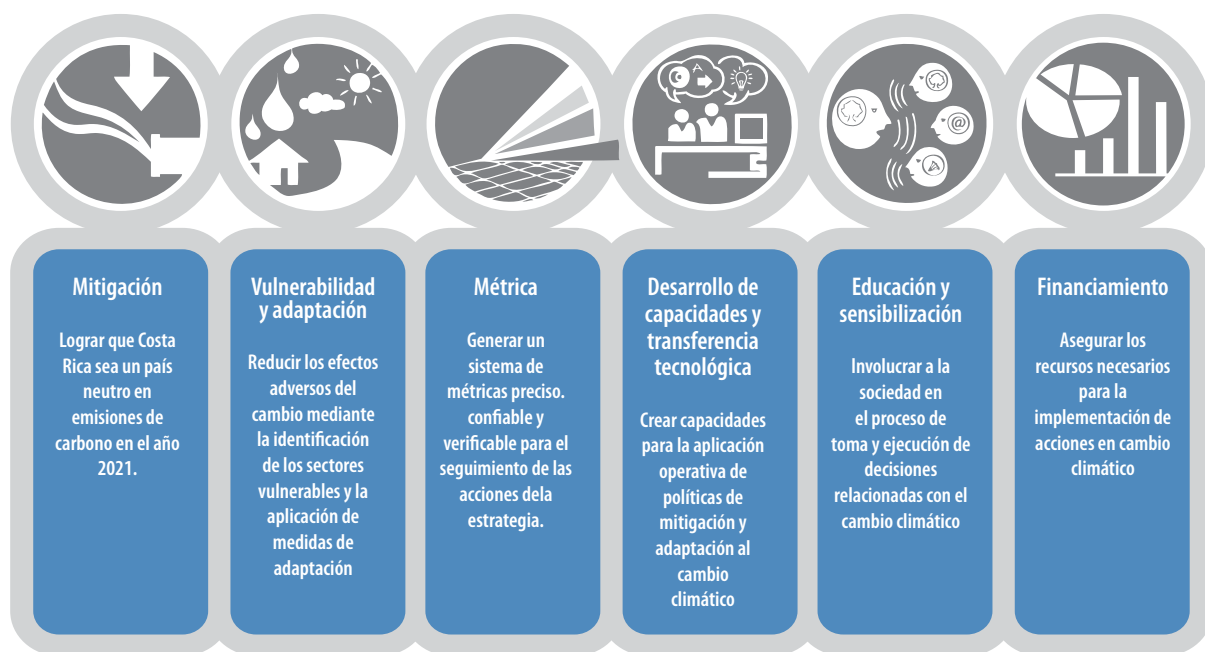 A
@
Mitigación
Lograr que Costa
Rica sea un país
neutro en
emisiones de
carbono en el año
2021.
Vulnerabilidad
y adaptación
Reducir los efectos
adversos del
cambio mediante
la identificación
de los sectores
vulnerables y la
aplicación de
medidas de
adaptación
Métrica
Generar un
sistema de
métricas preciso.
confiable y
verificable para el
seguimiento de las
acciones dela
estrategia.
Desarrollo de
capacidades y
transferencia
tecnológica
Crear capacidades
para la aplicación
operativa de
políticas de
mitigación y
adaptación al
cambio
climático
Educación y
sensibilización
Involucrar a la
sociedad en
el proceso de
toma y ejecución de
decisiones
relacionadas con el
cambio climático
Financiamiento
Asegurar los
recursos necesarios
para la
implementación de
acciones en cambio
climático